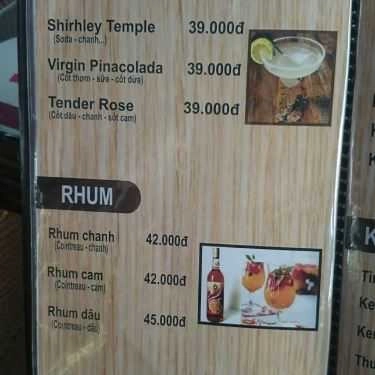 Shirhley Temple 39.000đ
(Soda - chanh...)
Virgin Pinacolada 39.000đ
(Cốt thơm - sữa - cốt dừa)
Tender Rose 39.000đ
(Cốt dâu - chanh - sốt cam)
RHUM
Rhum chanh 42.000đ
(Cointreau - chanh)
Rhum cam 42.000đ
(Cointreau - cam)
Rhum dâu 45.000đ
(Cointreau - dâu)